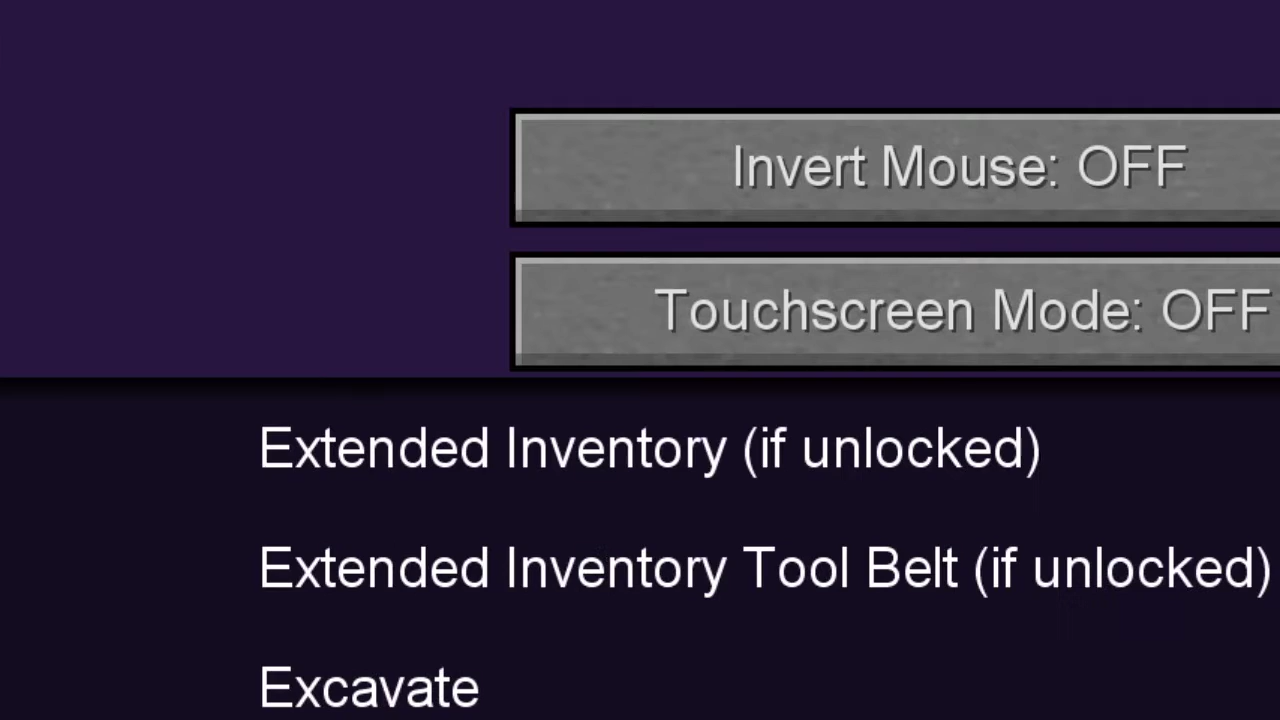 Invert Mouse: OFF
Touchscreen Mode: OFF
Extended Inventory (if unlocked)
Extended Inventory Tool Belt (if unlocked)
Excavate